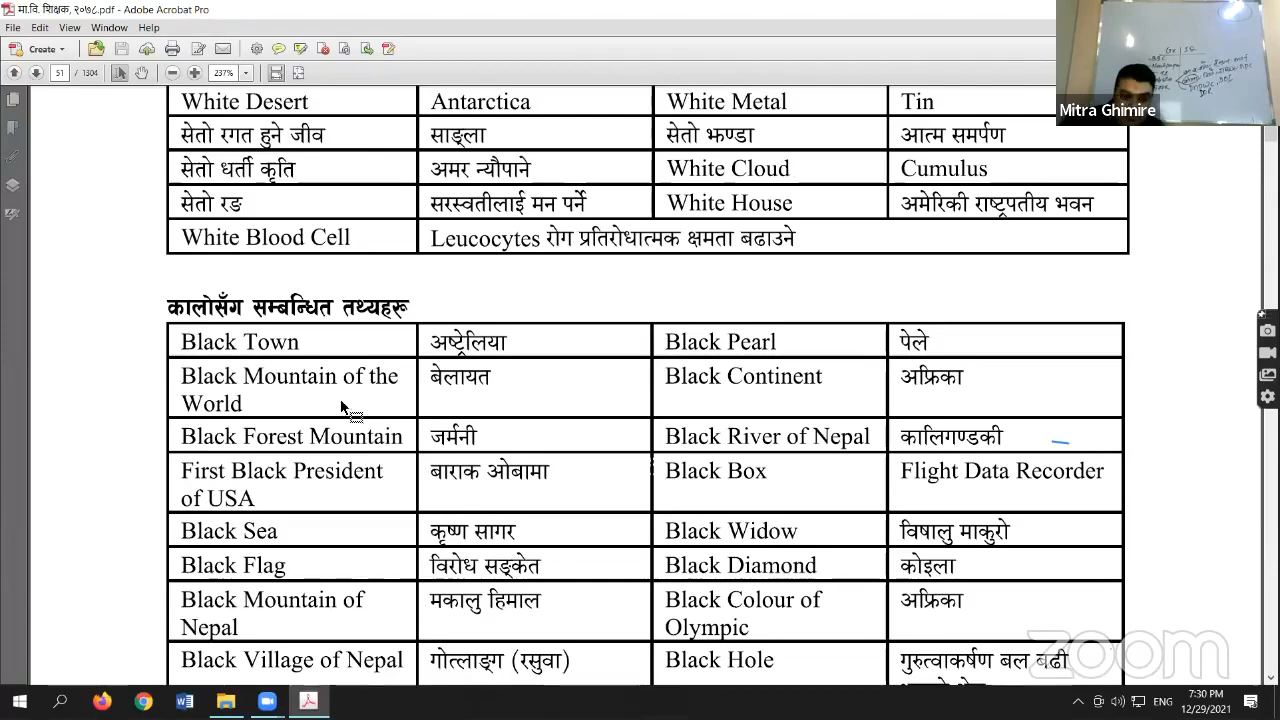 मा.वि. शिक्षक, २०७८.pdf - Adobe Acrobat Pro
File Edit View Window Help
Create
51 / 1304 237%
Mitra Ghimire
White Desert Antarctica White Metal Tin
सेतो रगत हुने जीव साङ्ला सेतो झण्डा आत्म समर्पण
सेतो धर्ती कृति अमर न्यौपाने White Cloud Cumulus
सेतो रङ सरस्वतीलाई मन पर्ने White House अमेरिकी राष्ट्रपतीय भवन
White Blood Cell Leucocytes रोग प्रतिरोधात्मक क्षमता बढाउने
कालोसँग सम्बन्धित तथ्यहरू
Black Town अष्ट्रेलिया Black Pearl पेले
Black Mountain of the World बेलायत Black Continent अफ्रिका
Black Forest Mountain जर्मनी Black River of Nepal कालिगण्डकी
First Black President of USA बाराक ओबामा Black Box Flight Data Recorder
Black Sea कृष्ण सागर Black Widow विषालु माकुरो
Black Flag विरोध सङ्केत Black Diamond कोइला
Black Mountain of Nepal मकालु हिमाल Black Colour of Olympic अफ्रिका
Black Village of Nepal गोत्लाङ्ग (रसुवा) Black Hole गुरुत्वाकर्षण बल बढी
zoom
ENG 7:30 PM
12/29/2021